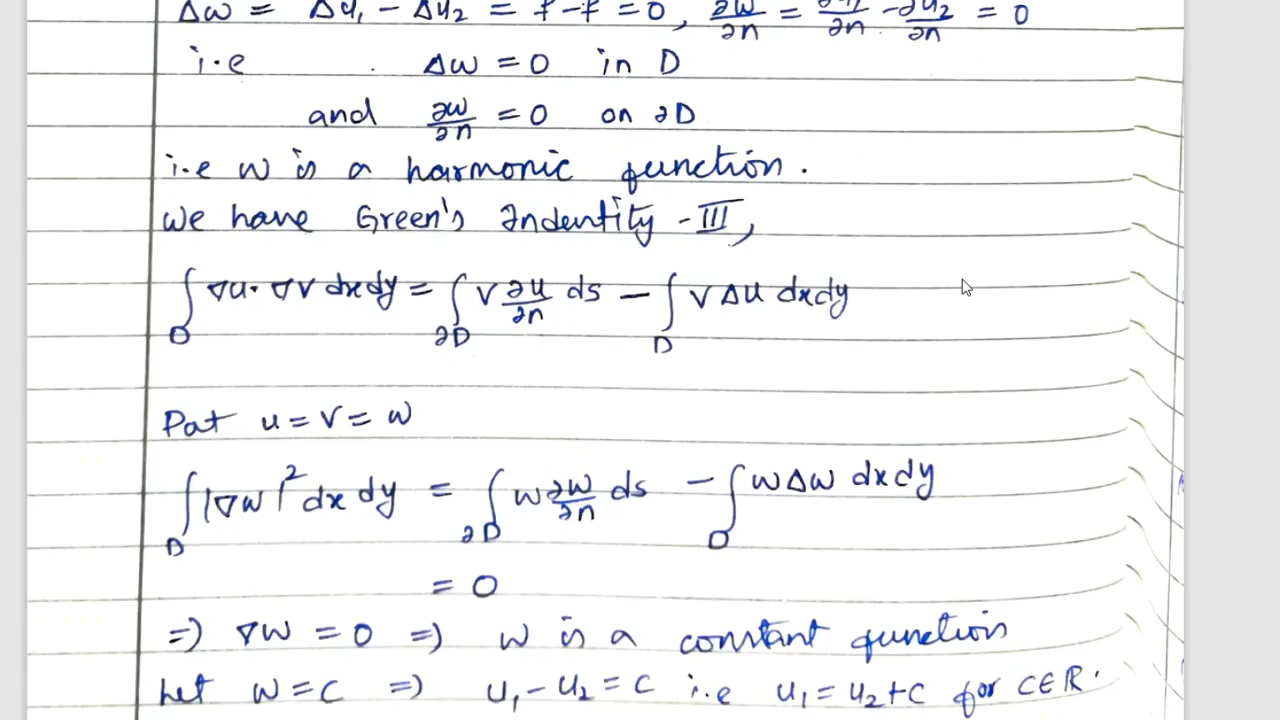 Δw = Δu₁ - Δu₂ = f - f = 0, ∂w/∂n = ∂u₁/∂n - ∂u₂/∂n = 0
i.e Δw = 0 in D
and ∂w/∂n = 0 on ∂D
i.e w is a harmonic function.
We have Green's Indentity - III,
∫_D ∇u·∇v dxdy = ∫_∂D v ∂u/∂n ds - ∫_D v Δu dxdy
Put u = v = w
∫_D |∇w|² dx dy = ∫_∂D w ∂w/∂n ds - ∫_D w Δw dxdy
= 0
=> ∇w = 0 => w is a constant function
Let w = c => u₁ - u₂ = c i.e u₁ = u₂ + c for c∈ℝ.